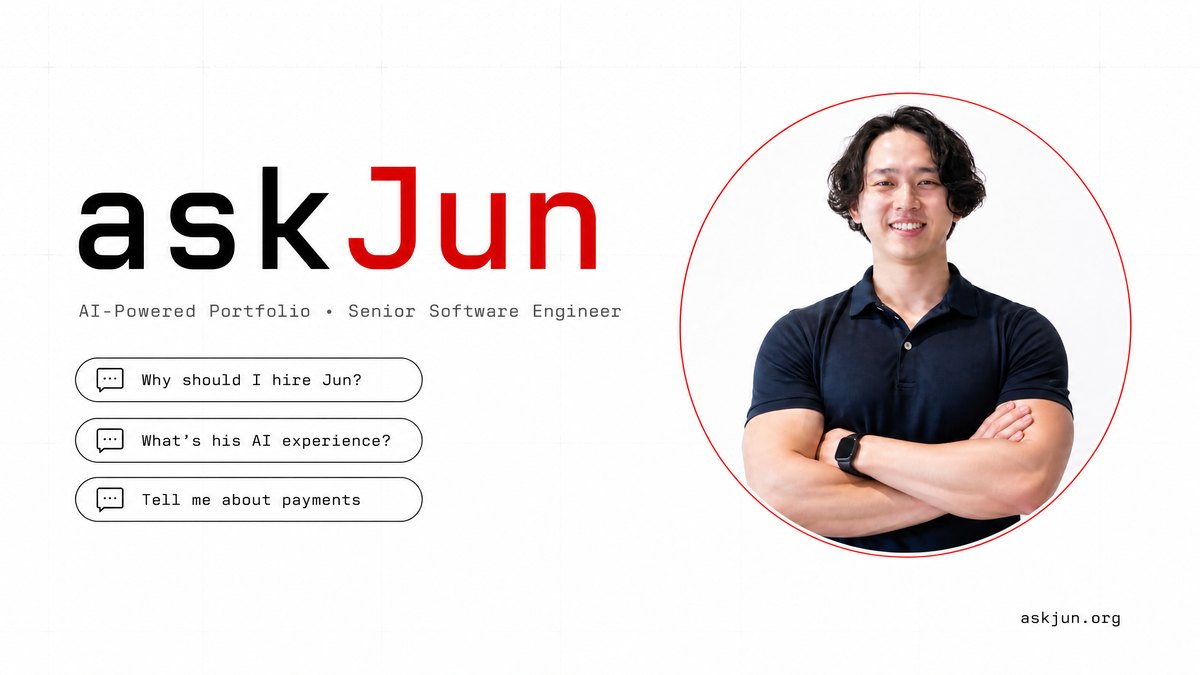 askJun
AI-Powered Portfolio • Senior Software Engineer
Why should I hire Jun?
What’s his AI experience?
Tell me about payments
askjun.org